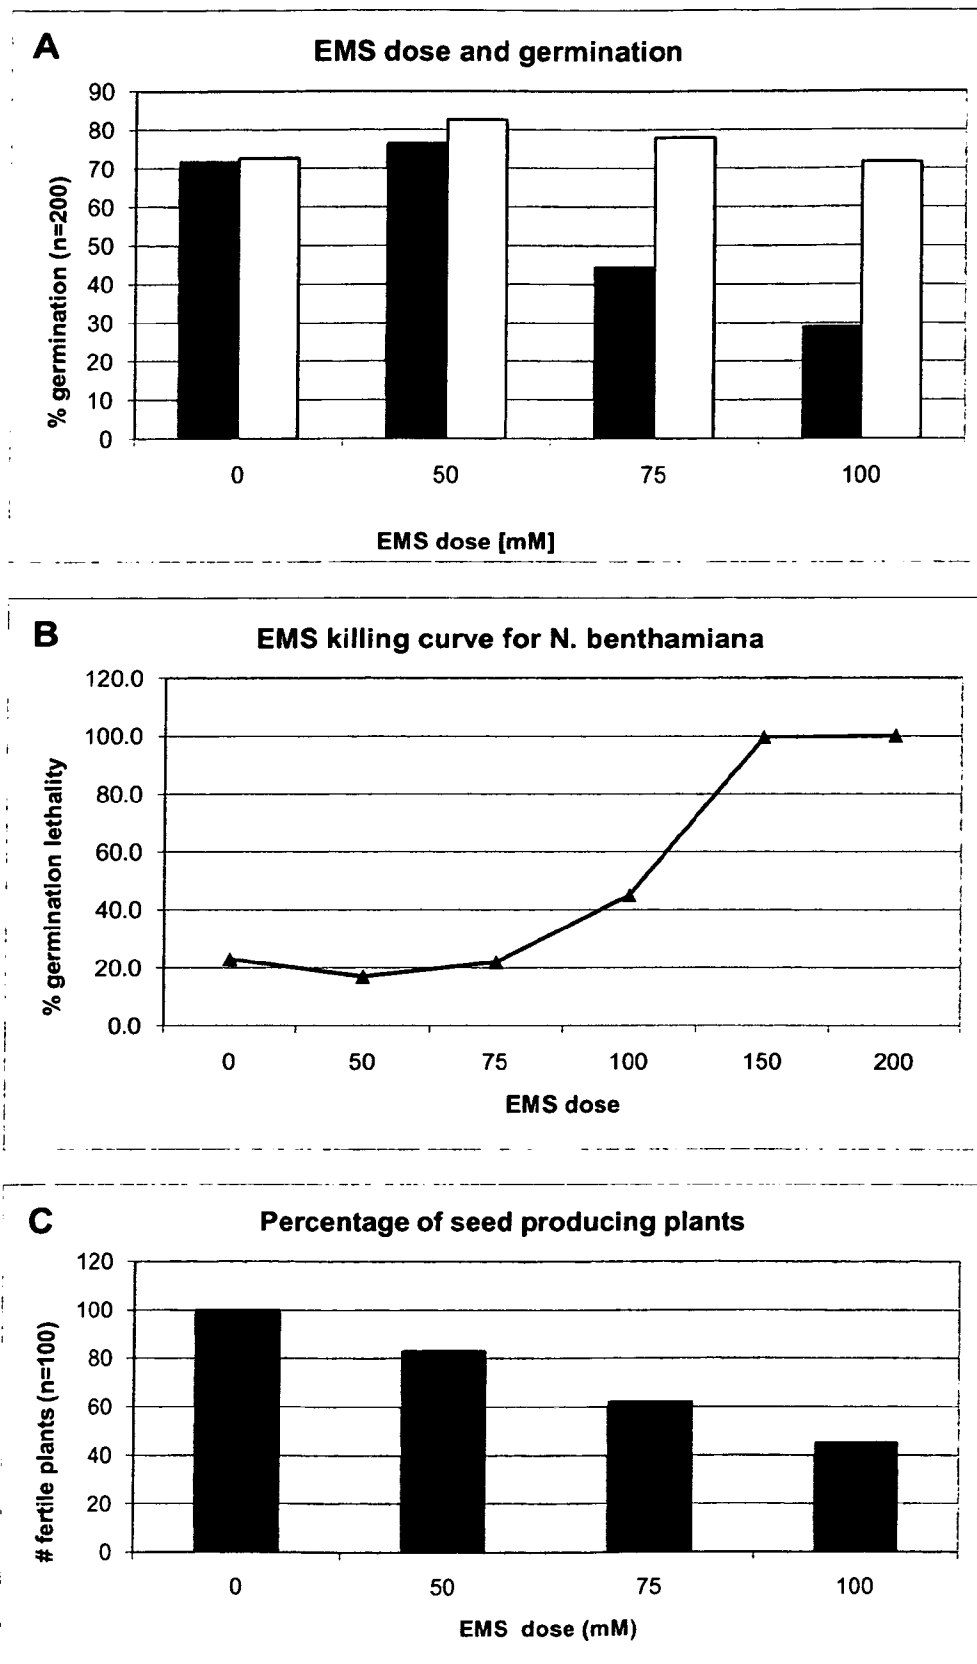 A
EMS dose and germination
% germination (n=200)
90
80
70
60
50
40
30
20
10
0
0 50 75 100
EMS dose [mM]
B
EMS killing curve for N. benthamiana
% germination lethality
120.0
100.0
80.0
60.0
40.0
20.0
0.0
0 50 75 100 150 200
EMS dose
C
Percentage of seed producing plants
# fertile plants (n=100)
120
100
80
60
40
20
0
0 50 75 100
EMS dose (mM)